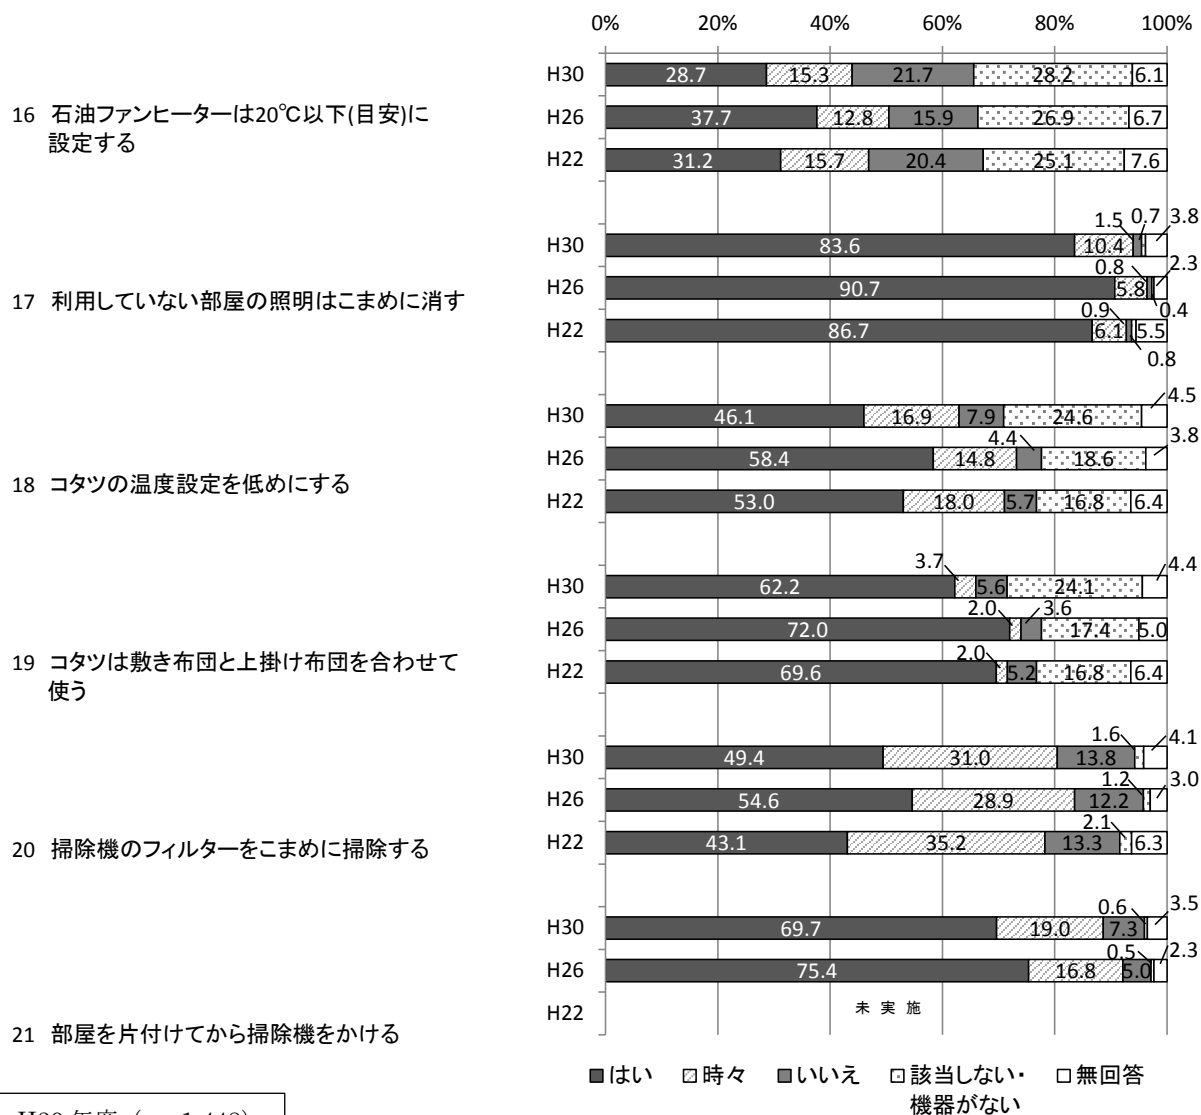 0% 20% 40% 60% 80% 100%
16 石油ファンヒーターは20℃以下(目安)に
設定する
H30 28.7 15.3 21.7 28.2 6.1
H26 37.7 12.8 15.9 26.9 6.7
H22 31.2 15.7 20.4 25.1 7.6
17 利用していない部屋の照明はこまめに消す
H30 83.6 10.4 1.5 0.7 3.8
H26 90.7 5.8 0.8 0.4 2.3
H22 86.7 6.1 0.9 0.8 5.5
18 コタツの温度設定を低めにする
H30 46.1 16.9 7.9 24.6 4.5
H26 58.4 14.8 4.4 18.6 3.8
H22 53.0 18.0 5.7 16.8 6.4
19 コタツは敷き布団と上掛け布団を合わせて
使う
H30 62.2 3.7 5.6 24.1 4.4
H26 72.0 2.0 3.6 17.4 5.0
H22 69.6 2.0 5.2 16.8 6.4
20 掃除機のフィルターをこまめに掃除する
H30 49.4 31.0 13.8 1.6 4.1
H26 54.6 28.9 12.2 1.2 3.0
H22 43.1 35.2 13.3 2.1 6.3
21 部屋を片付けてから掃除機をかける
H30 69.7 19.0 7.3 0.6 3.5
H26 75.4 16.8 5.0 0.5 2.3
H22 未実施
はい 時々 いいえ 該当しない・ 無回答
機器がない